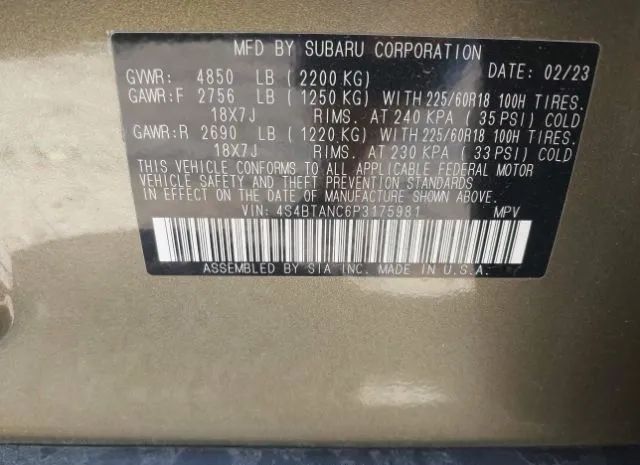 MFD BY SUBARU CORPORATION
DATE: 02/23
GVWR: 4850 LB (2200 KG)
GAWR:F 2756 LB (1250 KG) WITH 225/60R18 100H TIRES.
18X7J RIMS. AT 240 KPA (35 PSI) COLD
GAWR:R 2690 LB (1220 KG) WITH 225/60R18 100H TIRES.
18X7J RIMS. AT 230 KPA (33 PSI) COLD
THIS VEHICLE CONFORMS TO ALL APPLICABLE FEDERAL MOTOR
VEHICLE SAFETY AND THEFT PREVENTION STANDARDS
IN EFFECT ON THE DATE OF MANUFACTURE SHOWN ABOVE.
VIN: 4S4BTANC6P3175981 MPV
ASSEMBLED BY SIA INC. MADE IN U.S.A.